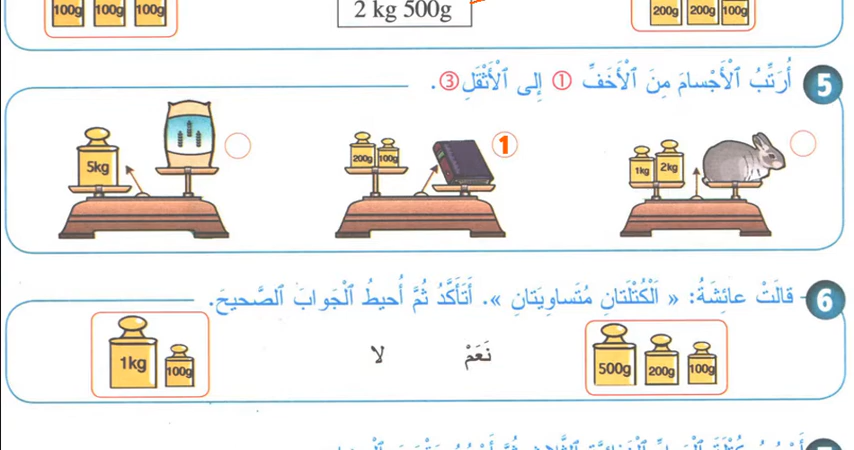 100g 100g 100g
2 kg 500g
200g 200g 100g
5 أُرَتِّبُ ٱلْأَجْسامَ مِنَ ٱلْأَخَفِّ ① إِلى ٱلْأَثْقَلِ ③.
1kg 2kg
200g 100g
①
5kg
6 قالَتْ عائِشَةُ: « اَلْكُتْلَتانِ مُتَساوِيَتانِ ». أَتَأَكَّدُ ثُمَّ أُحيطُ ٱلْجَوابَ ٱلصَّحيحَ.
500g 200g 100g
نَعَمْ
لا
1kg 100g